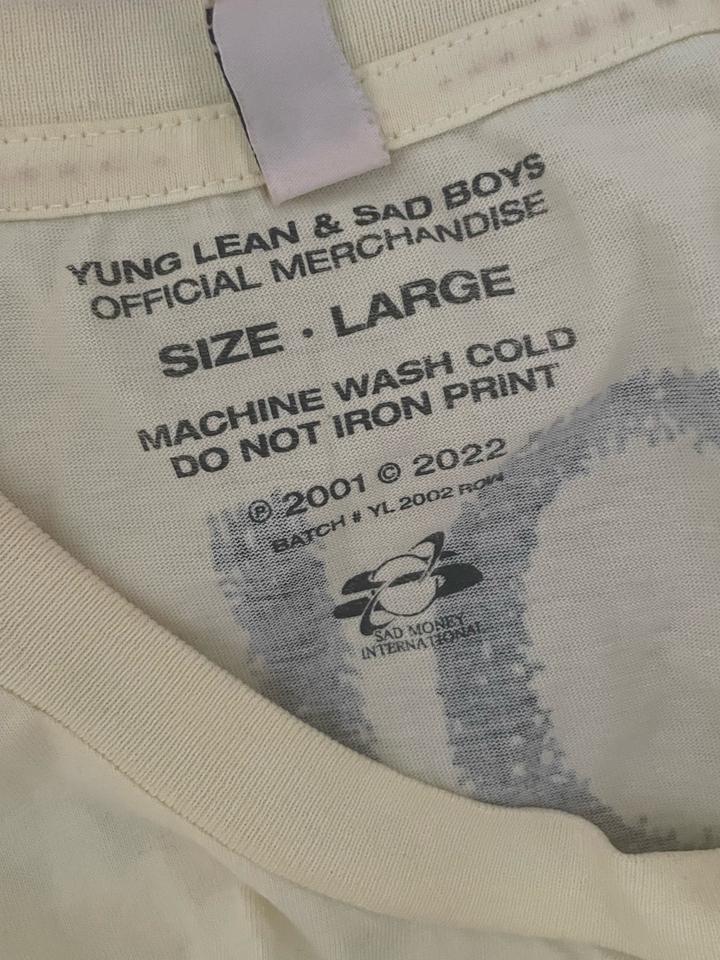 YUNG LEAN & SAD BOYS
OFFICIAL MERCHANDISE
SIZE • LARGE
MACHINE WASH COLD
DO NOT IRON PRINT
℗ 2001 © 2022
BATCH # YL 2002 ROW
SAD MONEY
INTERNATIONAL